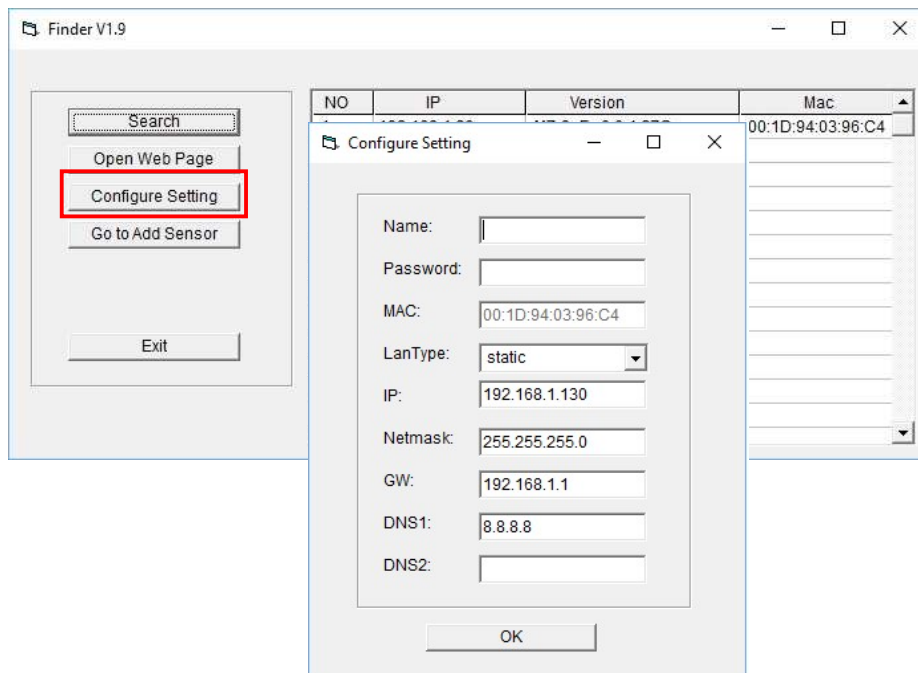 Finder V1.9
Search
Open Web Page
Configure Setting
Go to Add Sensor
Exit
NO IP Version Mac
00:1D:94:03:96:C4
Configure Setting
Name:
Password:
MAC: 00:1D:94:03:96:C4
LanType: static
IP: 192.168.1.130
Netmask: 255.255.255.0
GW: 192.168.1.1
DNS1: 8.8.8.8
DNS2:
OK